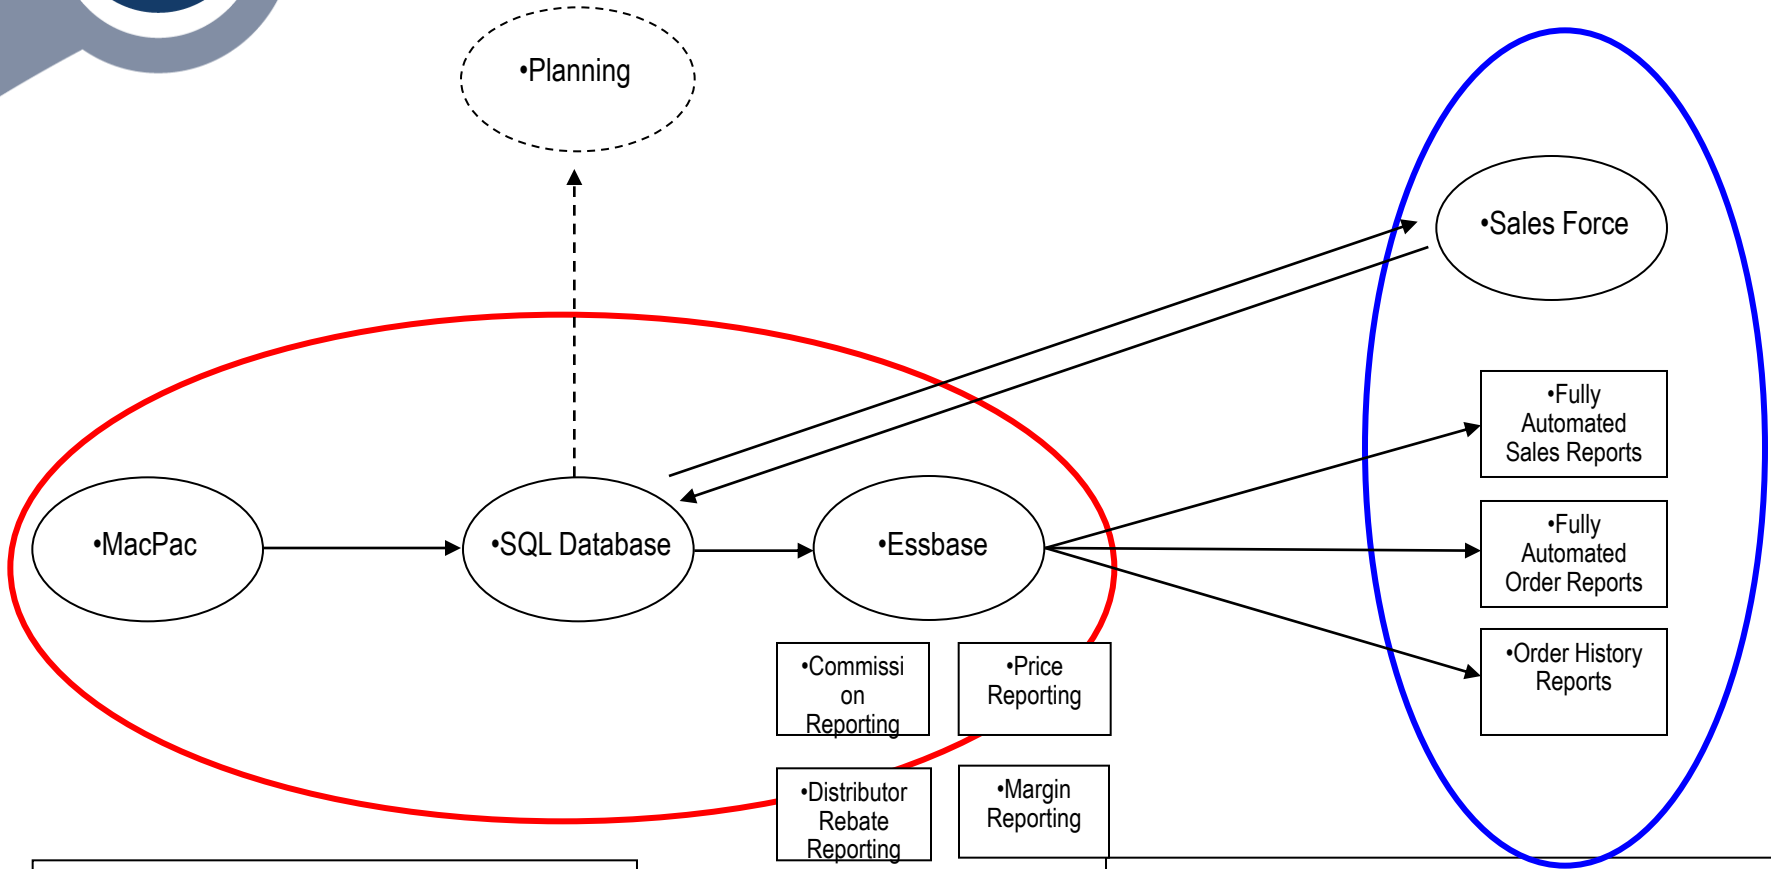 •Planning
•Sales Force
•Fully
Automated
Sales Reports
•MacPac
•SQL Database
•Essbase
•Fully
Automated
Order Reports
•Commissi
on
Reporting
•Price
Reporting
•Order History
Reports
•Distributor
Rebate
Reporting
•Margin
Reporting